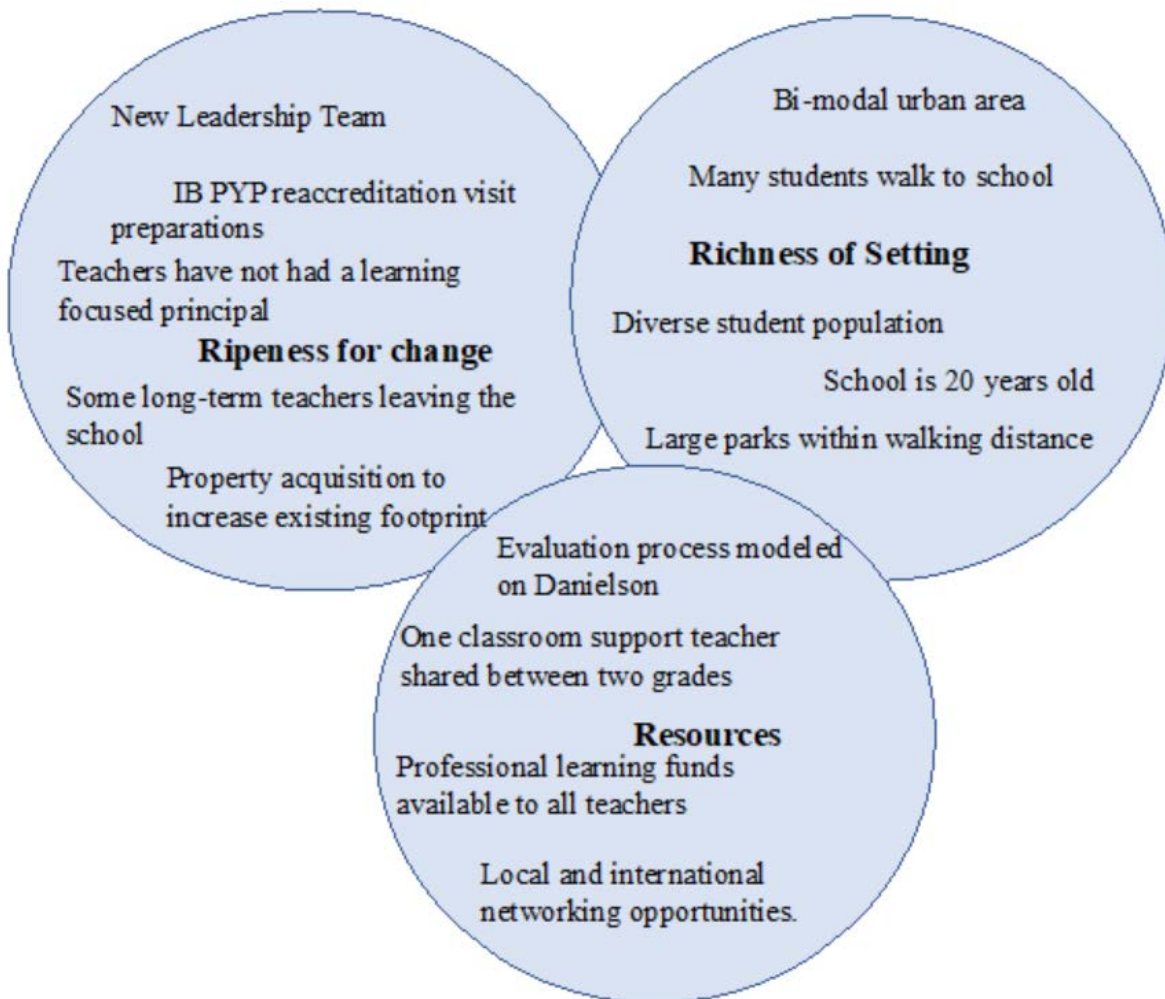 New Leadership Team
IB PYP reaccreditation visit
preparations
Teachers have not had a learning
focused principal
Ripeness for change
Some long-term teachers leaving the
school
Property acquisition to
increase existing footprint
Bi-modal urban area
Many students walk to school
Richness of Setting
Diverse student population
School is 20 years old
Large parks within walking distance
Evaluation process modeled
on Danielson
One classroom support teacher
shared between two grades
Resources
Professional learning funds
available to all teachers
Local and international
networking opportunities.